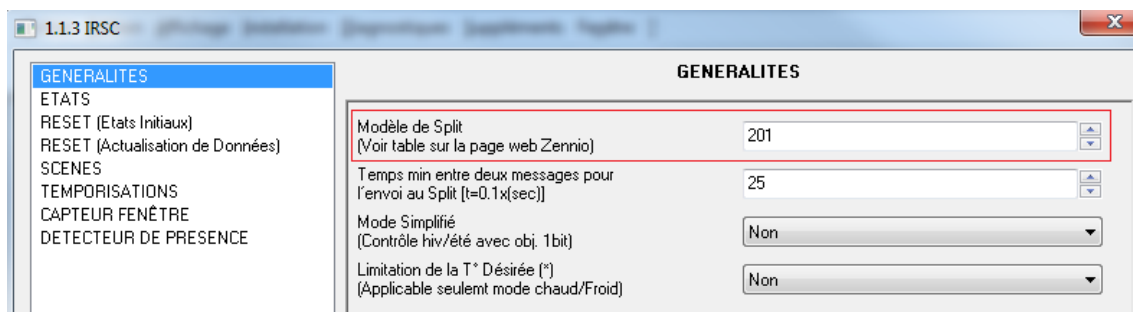 1.1.3 IRSC
GENERALITES
ETATS
RESET (Etats Initiaux)
RESET (Actualisation de Données)
SCENES
TEMPORISATIONS
CAPTEUR FENÊTRE
DETECTEUR DE PRESENCE
GENERALITES
Modèle de Split
(Voir table sur la page web Zennio)
201
Temps min entre deux messages pour
l'envoi au Split [t=0.1x(sec)]
25
Mode Simplifié
(Contrôle hiv/été avec obj. 1bit)
Non
Limitation de la T° Désirée (*)
(Applicable seulemt mode chaud/Froid)
Non